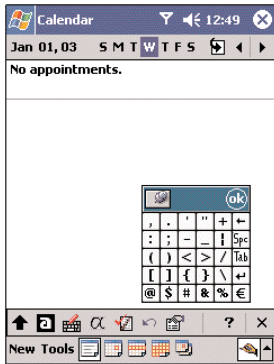 Calendar 12:49
Jan 01, 03 S M T W T F S
No appointments.
ok
, . ' " + ←
: ; - _ ! Spc
( ) < > / Tab
[ ] { } \ ↵
@ $ # & % €
a α ? ×
New Tools